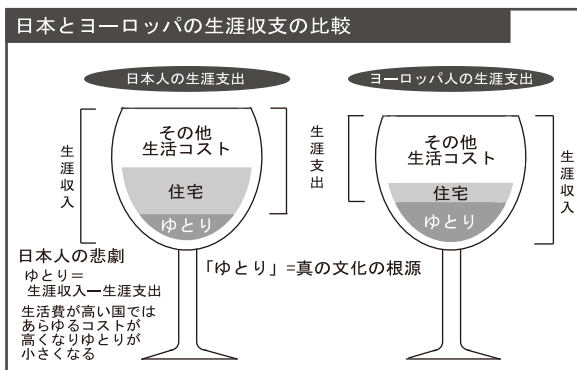 日本とヨーロッパの生涯収支の比較
日本人の生涯支出
ヨーロッパ人の生涯支出
生涯収入
その他
生活コスト
住宅
ゆとり
生涯支出
その他
生活コスト
住宅
ゆとり
生涯収入
日本人の悲劇
ゆとり＝
生涯収入ー生涯支出
生活費が高い国では
あらゆるコストが
高くなりゆとりが
小さくなる
「ゆとり」=真の文化の根源